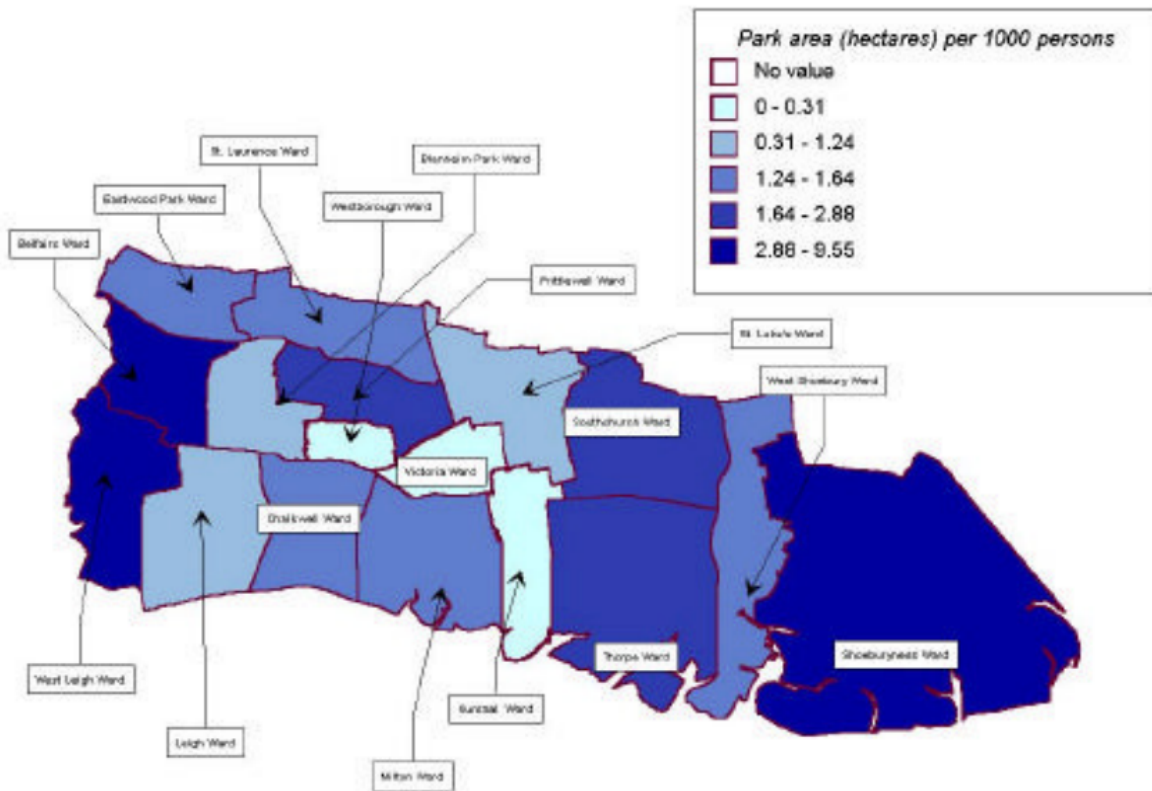 Park area (hectares) per 1000 persons
No value
0 - 0.31
0.31 - 1.24
1.24 - 1.64
1.64 - 2.88
2.88 - 9.55
St. Laurence Ward
Blenheim Park Ward
Eastwood Park Ward
Westborough Ward
Belfairs Ward
Prittlewell Ward
St. Luke's Ward
West Shoebury Ward
Southchurch Ward
Victoria Ward
Chalkwell Ward
Thorpe Ward
Shoeburyness Ward
West Leigh Ward
Kursaal Ward
Leigh Ward
Milton Ward